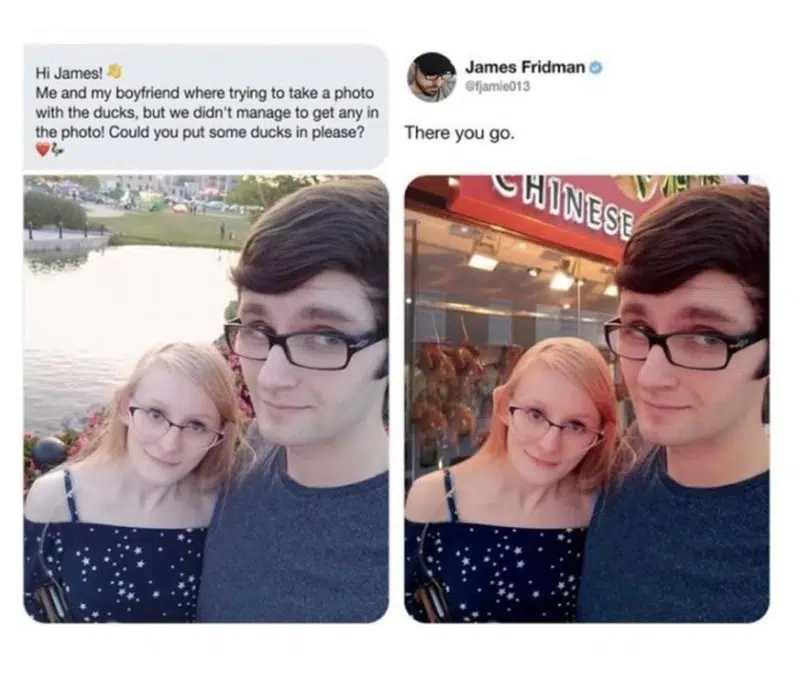 Hi James! 👋
Me and my boyfriend where trying to take a photo
with the ducks, but we didn't manage to get any in
the photo! Could you put some ducks in please?
❤️🦆
James Fridman
@fjamie013
There you go.
CHINESE